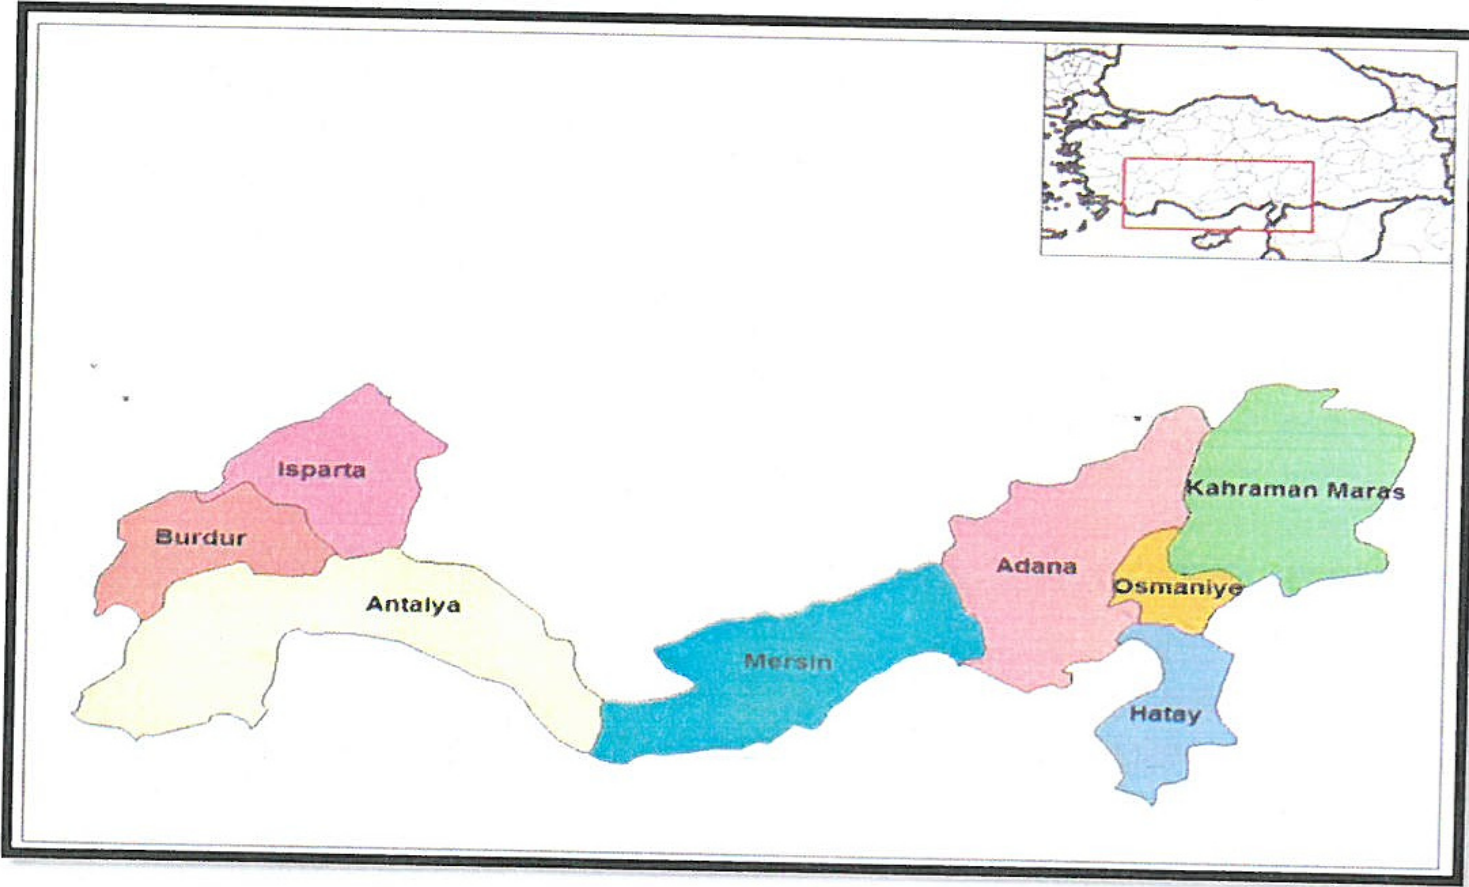 Isparta
Kahraman Maras
Burdur
Adana
Osmaniye
Antalya
Mersin
Hatay